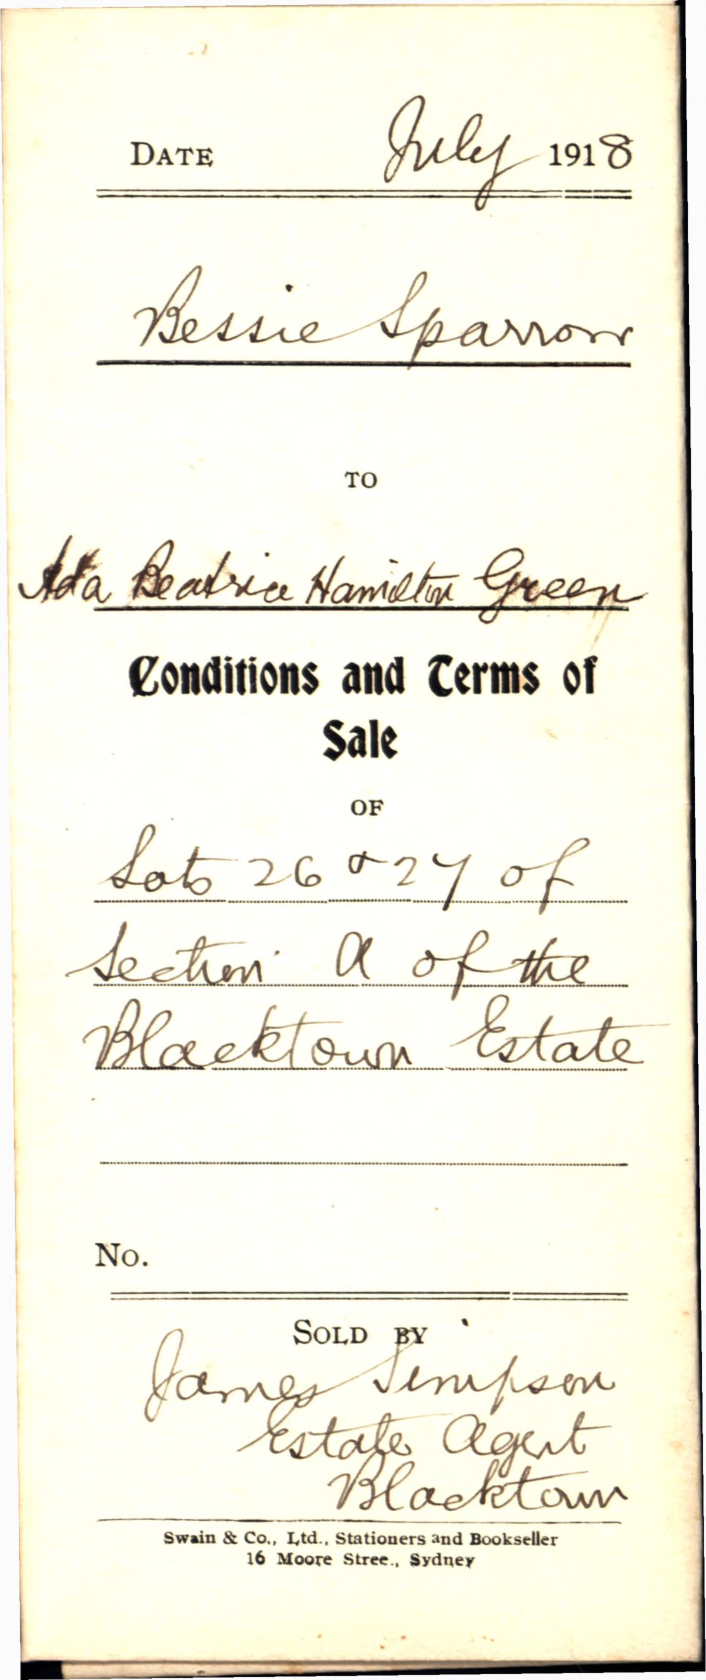 DATE July 1918
Bessie Sparrow
TO
Ada Beatrice Hamilton Green
Conditions and Terms of
Sale
OF
Lots 26 & 27 of
Section A of the
Blacktown Estate
No.
SOLD BY
James Simpson
Estate Agent
Blacktown
Swain & Co., Ltd., Stationers and Bookseller
16 Moore Stree., Sydney